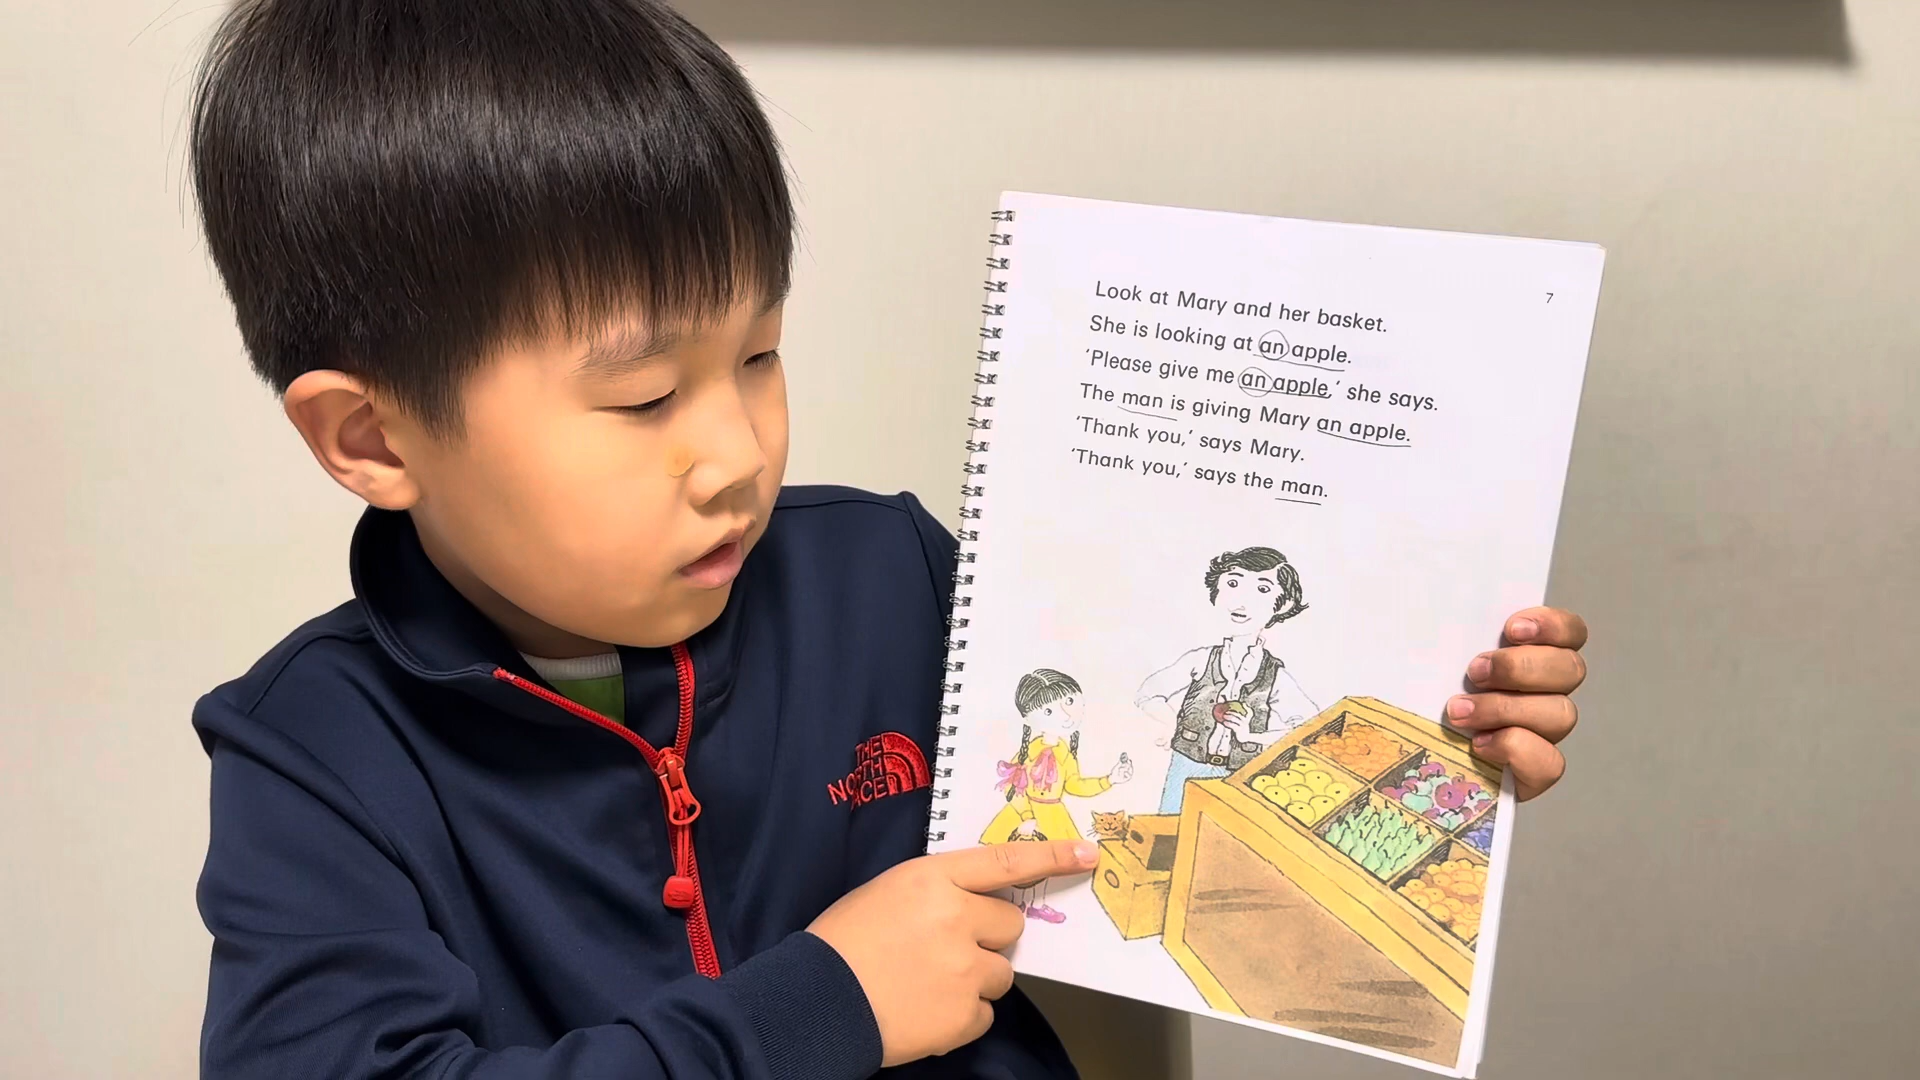 7
Look at Mary and her basket.
She is looking at an apple.
‘Please give me an apple,’ she says.
The man is giving Mary an apple.
‘Thank you,’ says Mary.
‘Thank you,’ says the man.
THE
NORTH
FACE